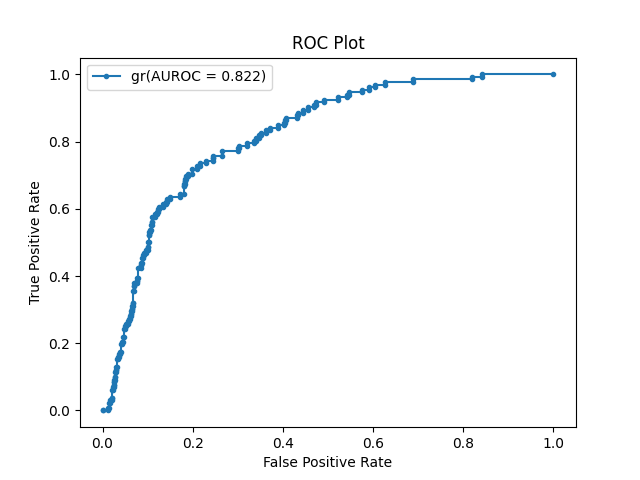 ROC Plot
gr(AUROC = 0.822)
True Positive Rate
1.0
0.8
0.6
0.4
0.2
0.0
0.0 0.2 0.4 0.6 0.8 1.0
False Positive Rate